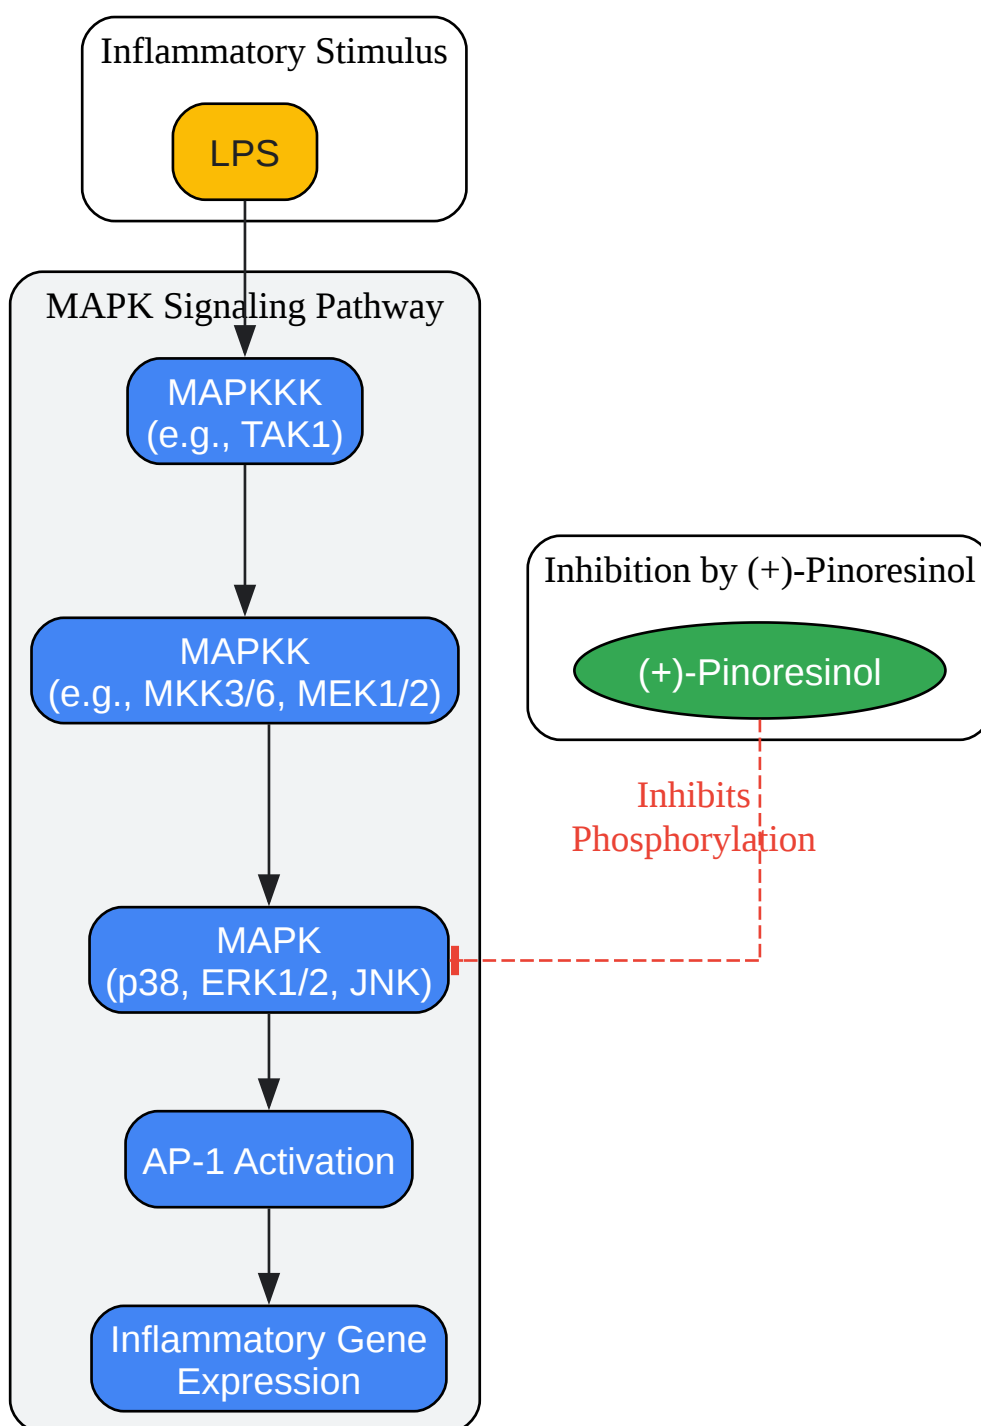 Inflammatory Stimulus
LPS
MAPK Signaling Pathway
MAPKKK
(e.g., TAK1)
MAPKK
(e.g., MKK3/6, MEK1/2)
Inhibition by (+)-Pinoresinol
(+)-Pinoresinol
Inhibits
Phosphorylation
MAPK
(p38, ERK1/2, JNK)
AP-1 Activation
Inflammatory Gene
Expression